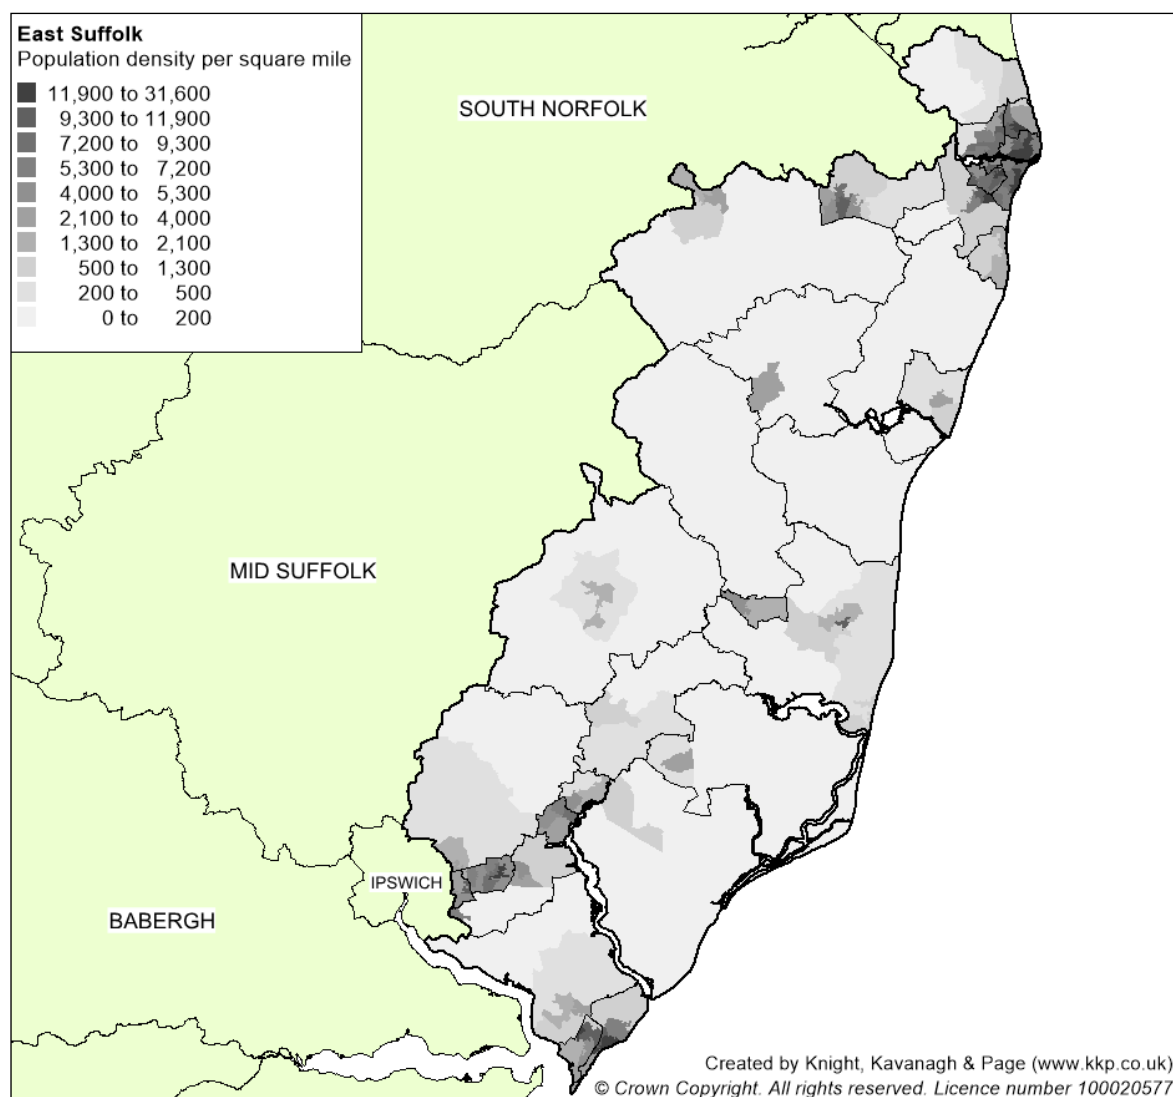 East Suffolk
Population density per square mile
11,900 to 31,600
9,300 to 11,900
7,200 to 9,300
5,300 to 7,200
4,000 to 5,300
2,100 to 4,000
1,300 to 2,100
500 to 1,300
200 to 500
0 to 200
SOUTH NORFOLK
MID SUFFOLK
IPSWICH
BABERGH
Created by Knight, Kavanagh & Page (www.kkp.co.uk)
© Crown Copyright. All rights reserved. Licence number 100020577